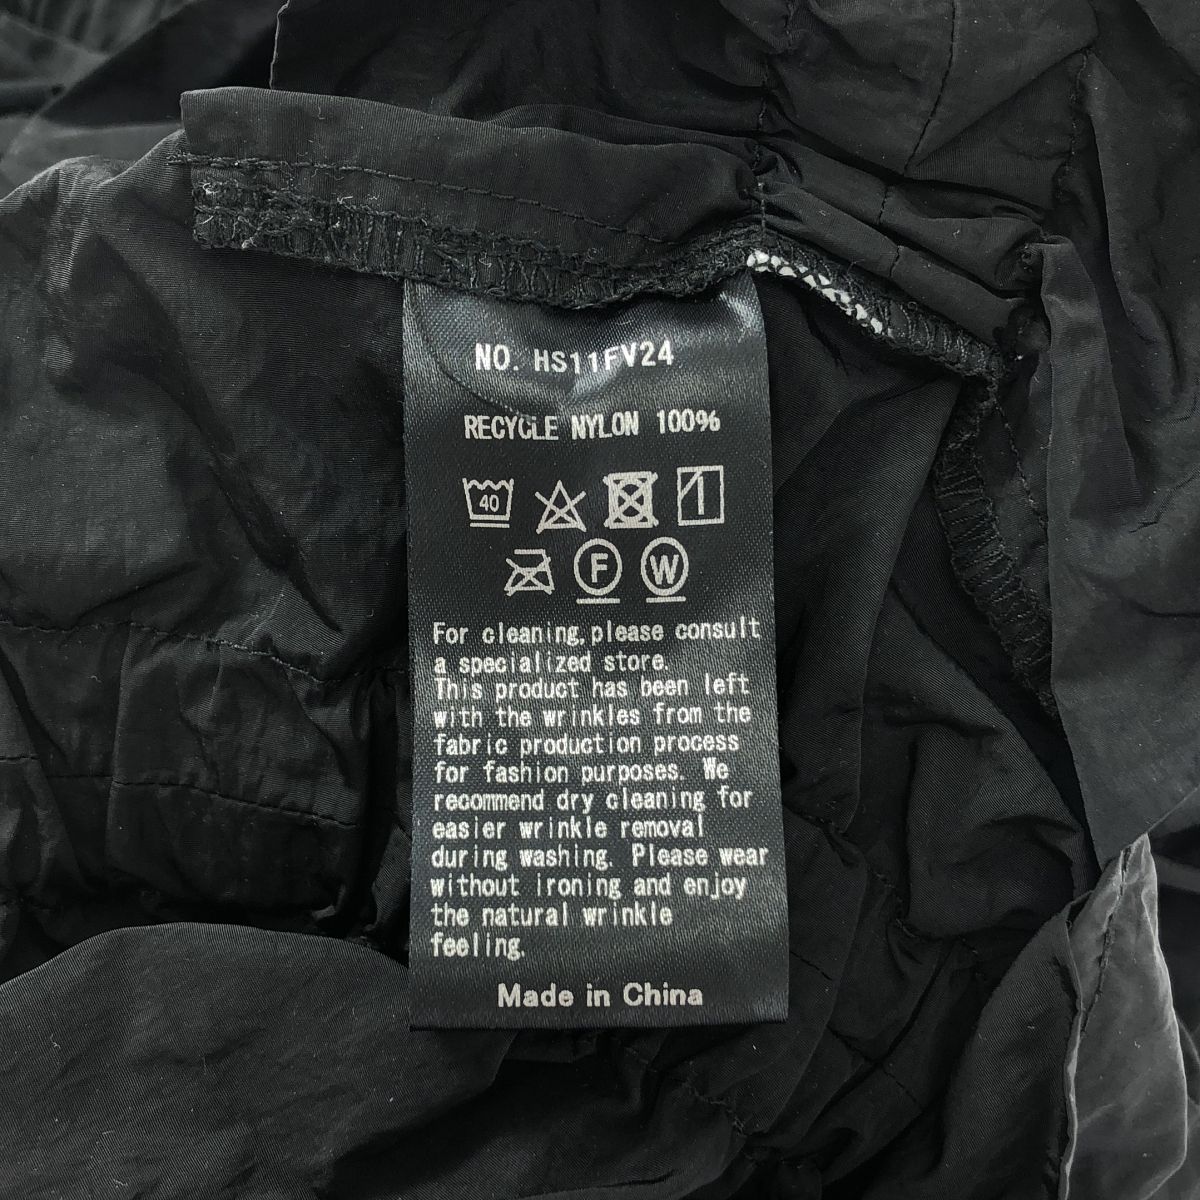 NO. HS11FV24
RECYCLE NYLON 100%
40
F W
For cleaning, please consult
a specialized store.
This product has been left
with the wrinkles from the
fabric production process
for fashion purposes. We
recommend dry cleaning for
easier wrinkle removal
during washing. Please wear
without ironing and enjoy
the natural wrinkle
feeling.
Made in China